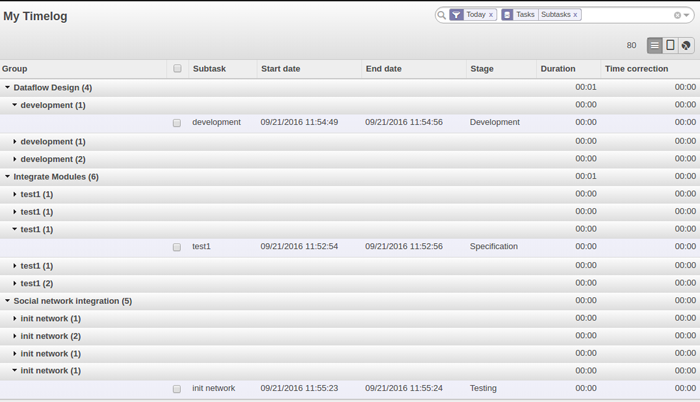 My Timelog
Today x Tasks Subtasks x
80
Group Subtask Start date End date Stage Duration Time correction
Dataflow Design (4) 00:01 00:00
development (1) 00:00 00:00
development 09/21/2016 11:54:49 09/21/2016 11:54:56 Development 00:00 00:00
development (1) 00:00 00:00
development (2) 00:00 00:00
Integrate Modules (6) 00:01 00:00
test1 (1) 00:00 00:00
test1 (1) 00:00 00:00
test1 (1) 00:00 00:00
test1 09/21/2016 11:52:54 09/21/2016 11:52:56 Specification 00:00 00:00
test1 (1) 00:00 00:00
test1 (2) 00:00 00:00
Social network integration (5) 00:00 00:00
init network (1) 00:00 00:00
init network (2) 00:00 00:00
init network (1) 00:00 00:00
init network (1) 00:00 00:00
init network 09/21/2016 11:55:23 09/21/2016 11:55:24 Testing 00:00 00:00